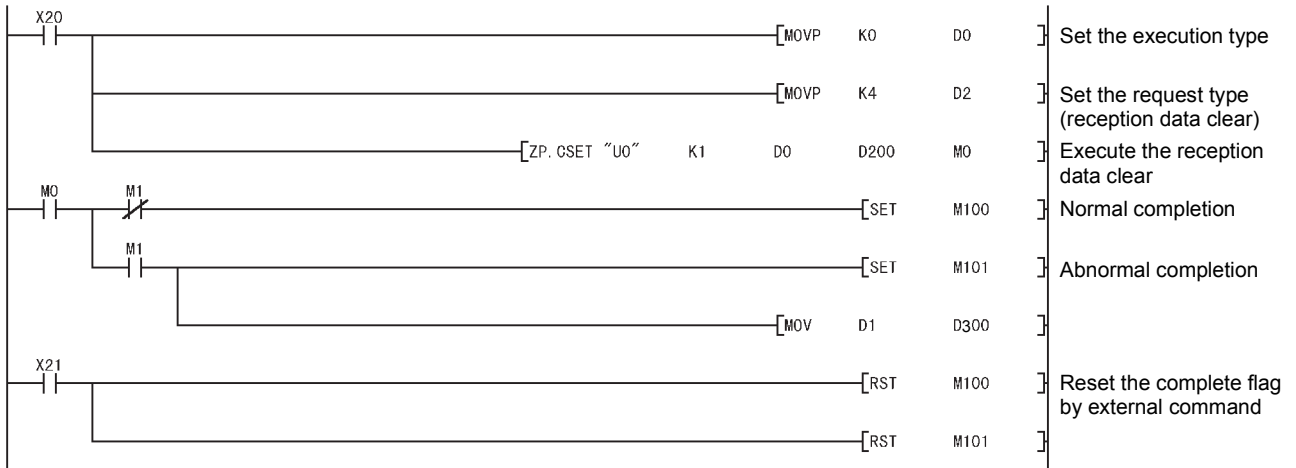 X20
[MOVP K0 D0 ] Set the execution type
[MOVP K4 D2 ] Set the request type
(reception data clear)
[ZP.CSET "U0" K1 D0 D200 M0 ] Execute the reception
data clear
M0 M1
[SET M100 ] Normal completion
M1
[SET M101 ] Abnormal completion
[MOV D1 D300 ]
X21
[RST M100 ] Reset the complete flag
by external command
[RST M101 ]